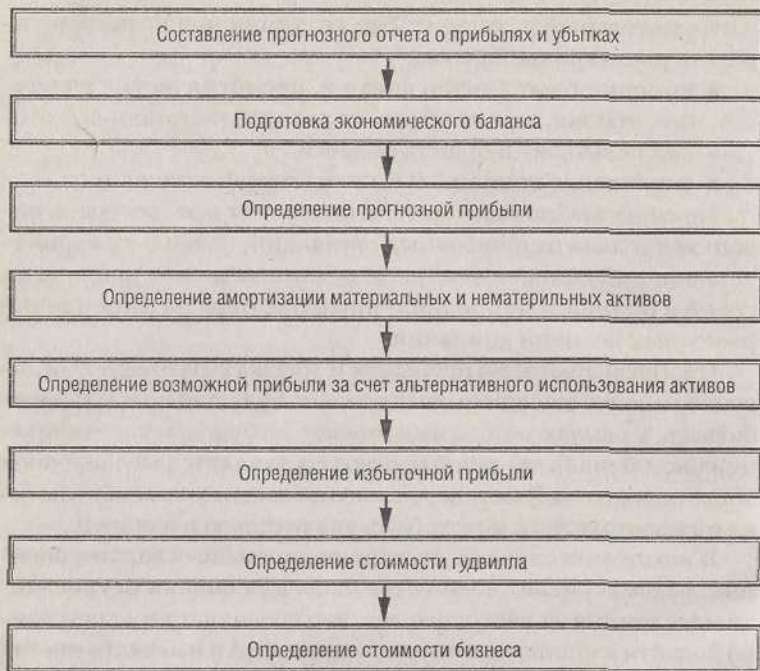 Составление прогнозного отчета о прибылях и убытках
Подготовка экономического баланса
Определение прогнозной прибыли
Определение амортизации материальных и нематерильных активов
Определение возможной прибыли за счет альтернативного использования активов
Определение избыточной прибыли
Определение стоимости гудвилла
Определение стоимости бизнеса